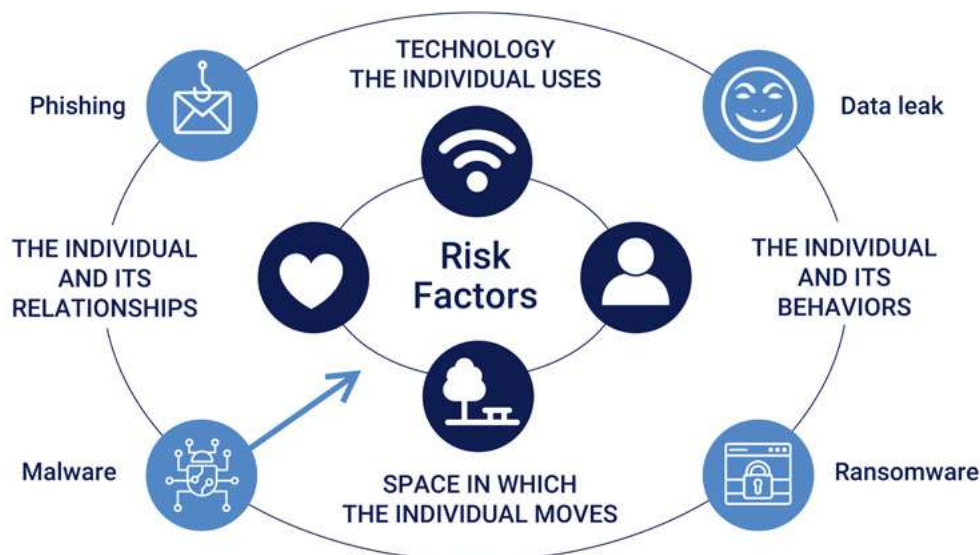 TECHNOLOGY
THE INDIVIDUAL USES
Phishing
Data leak
THE INDIVIDUAL
AND ITS
RELATIONSHIPS
Risk
Factors
THE INDIVIDUAL
AND ITS
BEHAVIORS
Malware
Ransomware
SPACE IN WHICH
THE INDIVIDUAL MOVES